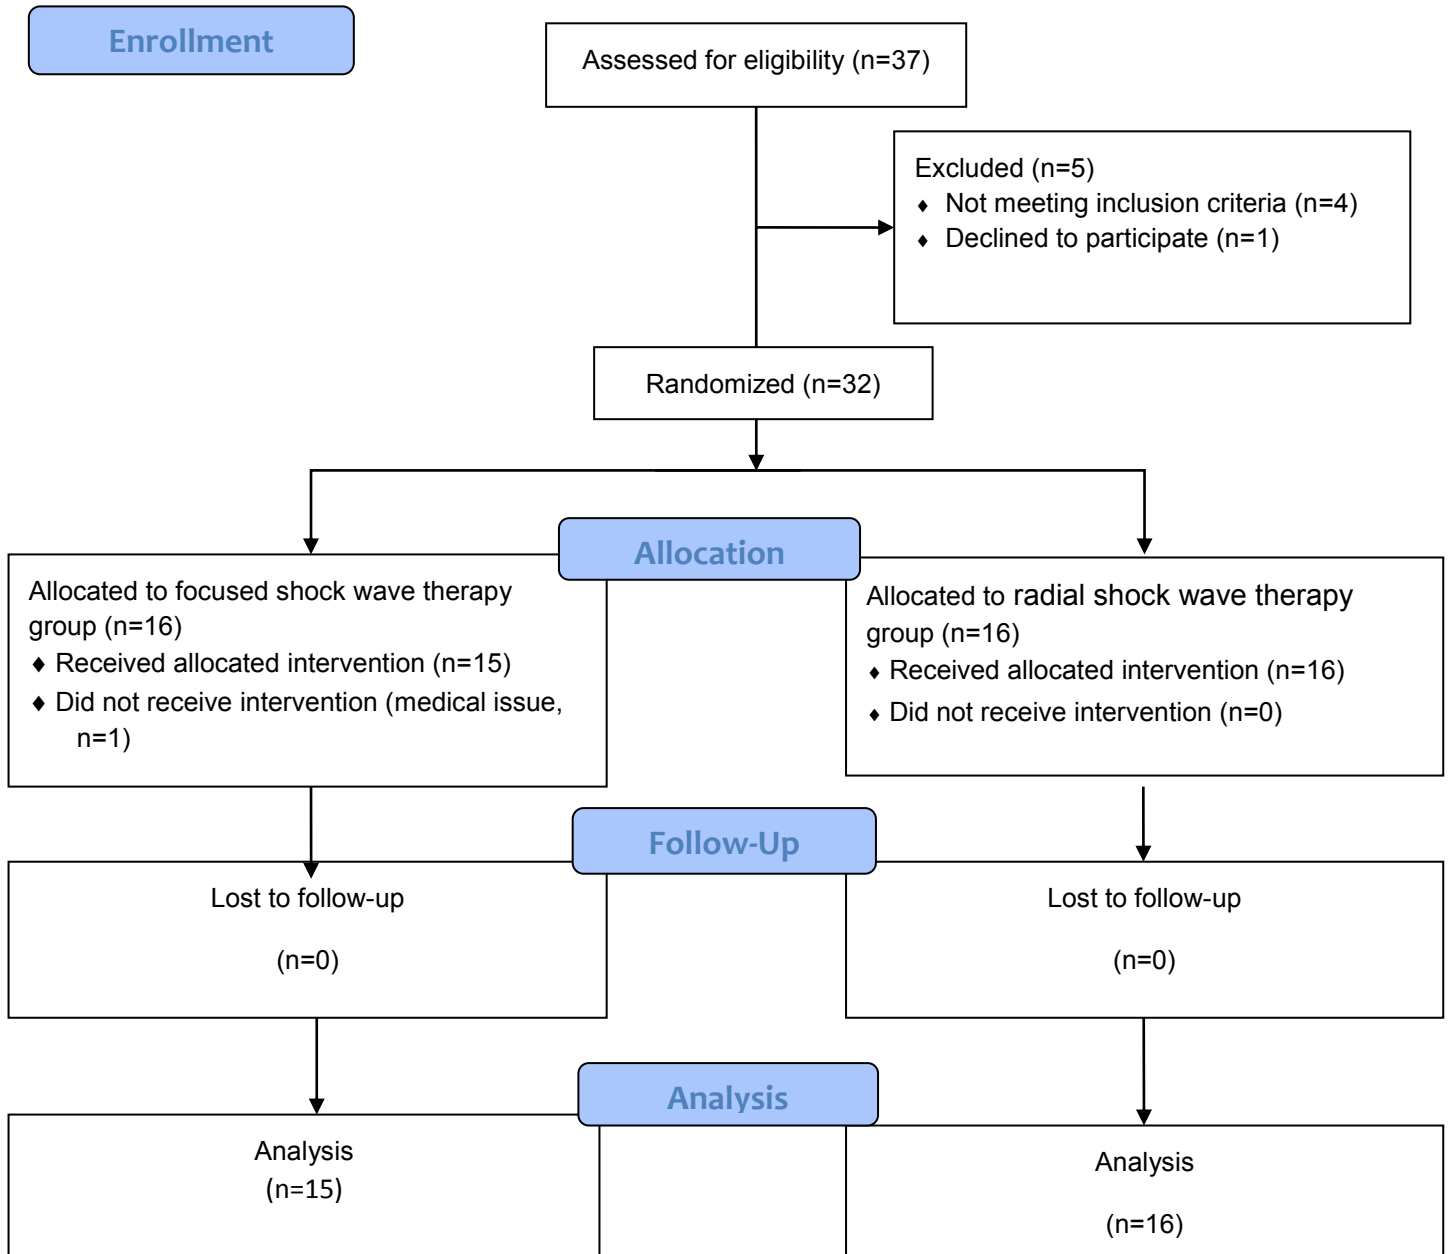 Enrollment
Assessed for eligibility (n=37)
Excluded (n=5)
♦ Not meeting inclusion criteria (n=4)
♦ Declined to participate (n=1)
Randomized (n=32)
Allocation
Allocated to focused shock wave therapy
group (n=16)
♦ Received allocated intervention (n=15)
♦ Did not receive intervention (medical issue,
n=1)
Allocated to radial shock wave therapy
group (n=16)
♦ Received allocated intervention (n=16)
♦ Did not receive intervention (n=0)
Follow-Up
Lost to follow-up
(n=0)
Lost to follow-up
(n=0)
Analysis
Analysis
(n=15)
Analysis
(n=16)